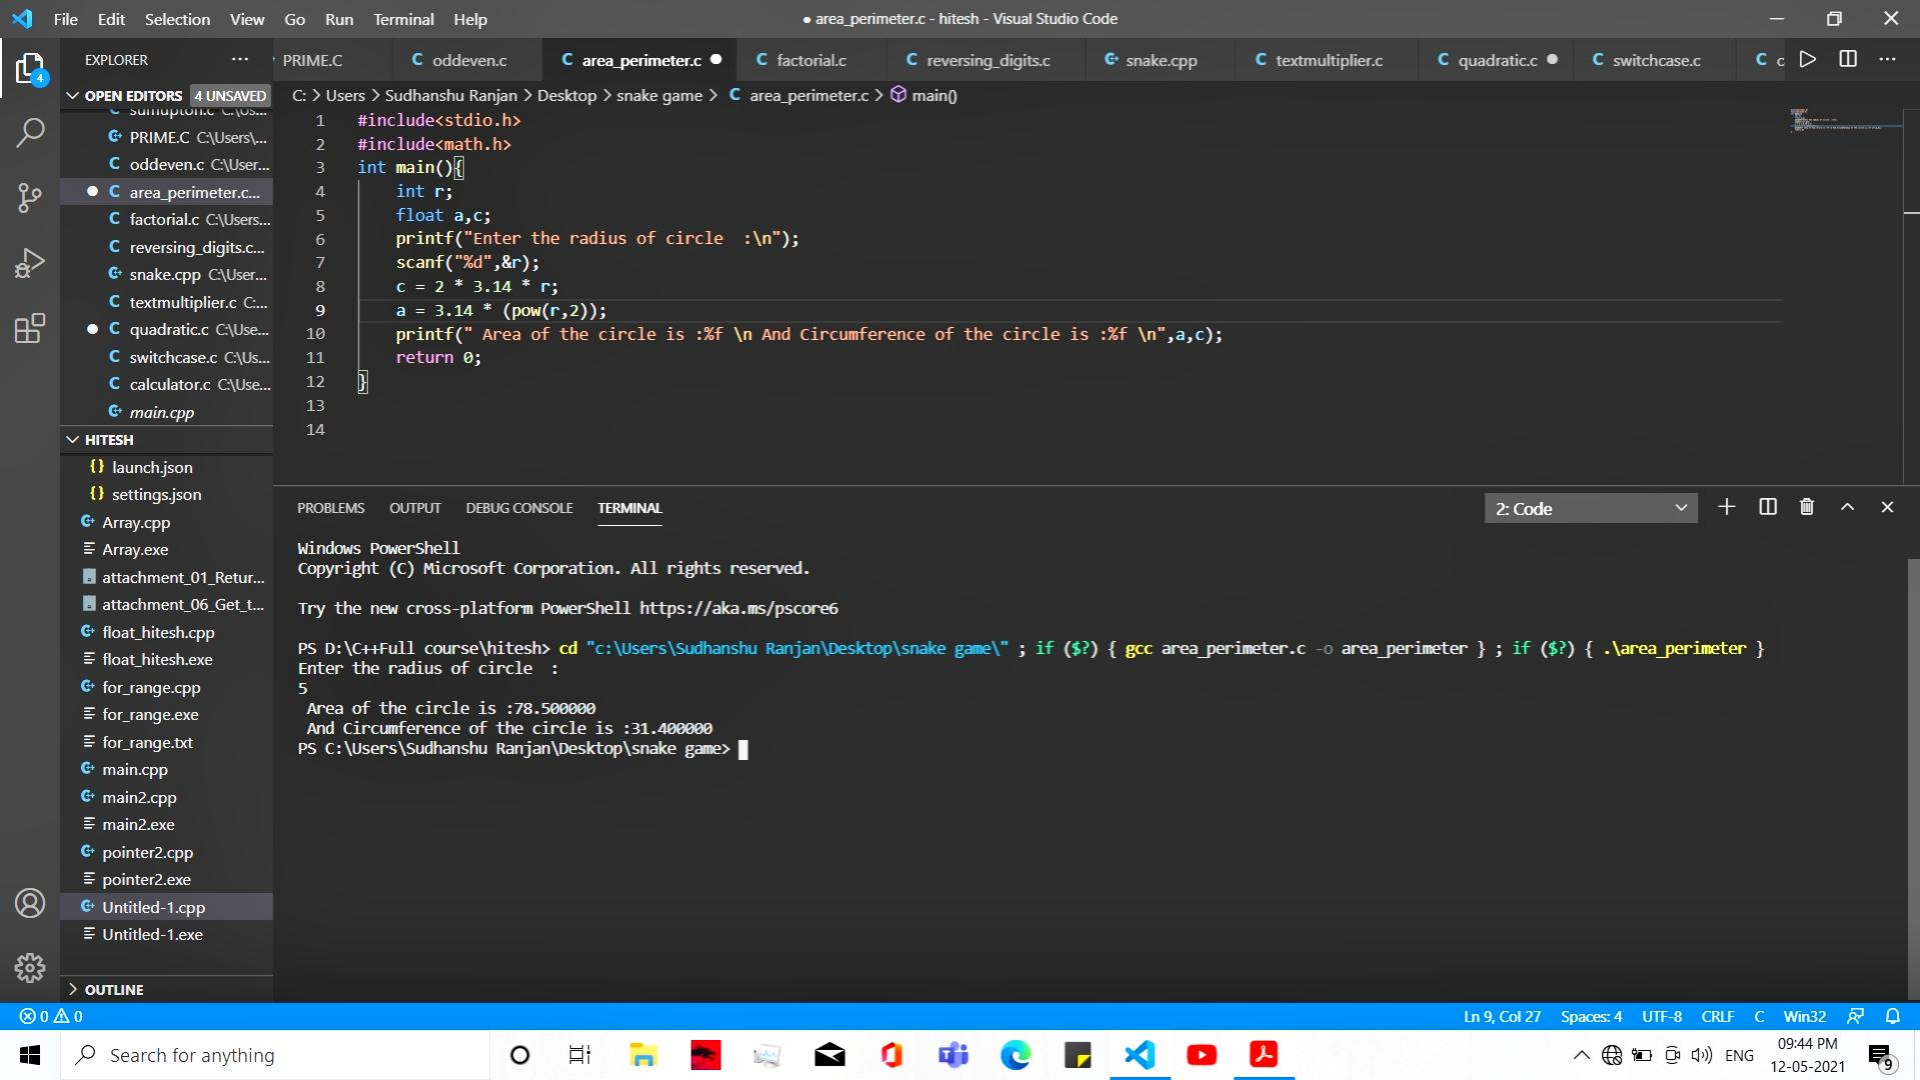 File Edit Selection View Go Run Terminal Help
● area_perimeter.c - hitesh - Visual Studio Code
EXPLORER
PRIME.C
oddeven.c
area_perimeter.c
factorial.c
reversing_digits.c
snake.cpp
textmultiplier.c
quadratic.c
switchcase.c
OPEN EDITORS 4 UNSAVED
PRIME.C C:\Users\...
oddeven.c C:\User...
area_perimeter.c...
factorial.c C:\Users...
reversing_digits.c...
snake.cpp C:\User...
textmultiplier.c C:...
quadratic.c C:\Use...
switchcase.c C:\Us...
calculator.c C:\Use...
main.cpp
HITESH
launch.json
settings.json
Array.cpp
Array.exe
attachment_01_Retur...
attachment_06_Get_t...
float_hitesh.cpp
float_hitesh.exe
for_range.cpp
for_range.exe
for_range.txt
main.cpp
main2.cpp
main2.exe
pointer2.cpp
pointer2.exe
Untitled-1.cpp
Untitled-1.exe
OUTLINE
C: > Users > Sudhanshu Ranjan > Desktop > snake game > C area_perimeter.c > main()
1 #include<stdio.h>
2 #include<math.h>
3 int main(){
4 int r;
5 float a,c;
6 printf("Enter the radius of circle  :\n");
7 scanf("%d",&r);
8 c = 2 * 3.14 * r;
9 a = 3.14 * (pow(r,2));
10 printf(" Area of the circle is :%f \n And Circumference of the circle is :%f \n",a,c);
11 return 0;
12 }
13
14
PROBLEMS OUTPUT DEBUG CONSOLE TERMINAL
2: Code
Windows PowerShell
Copyright (C) Microsoft Corporation. All rights reserved.
Try the new cross-platform PowerShell https://aka.ms/pscore6
PS D:\C++Full course\hitesh> cd "c:\Users\Sudhanshu Ranjan\Desktop\snake game\" ; if ($?) { gcc area_perimeter.c -o area_perimeter } ; if ($?) { .\area_perimeter }
Enter the radius of circle  :
5
 Area of the circle is :78.500000
 And Circumference of the circle is :31.400000
PS C:\Users\Sudhanshu Ranjan\Desktop\snake game>
0 0
Ln 9, Col 27 Spaces: 4 UTF-8 CRLF C Win32
Search for anything
ENG
09:44 PM
12-05-2021
9